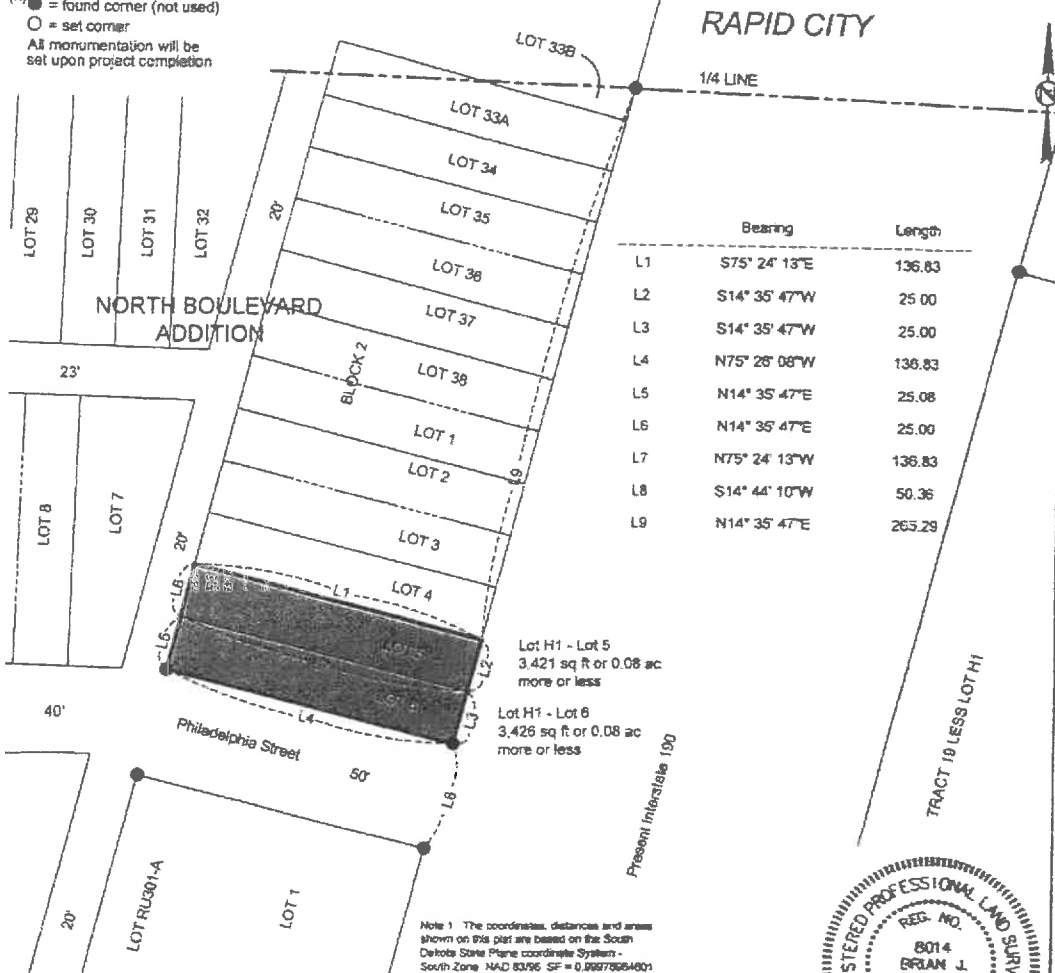 = found corner (not used)
= set corner
All monumentation will be
set upon project completion
RAPID CITY
LOT 33B
1/4 LINE
LOT 33A
LOT 34
LOT 35
LOT 36
LOT 37
LOT 38
LOT 1
LOT 2
LOT 3
LOT 4
BLOCK 2
L9
LOT 29
LOT 30
LOT 31
LOT 32
20'
NORTH BOULEVARD
ADDITION
23'
Bearing Length
L1 S75° 24' 13"E 136.83
L2 S14° 35' 47"W 25.00
L3 S14° 35' 47"W 25.00
L4 N75° 26' 08"W 136.83
L5 N14° 35' 47"E 25.08
L6 N14° 35' 47"E 25.00
L7 N75° 24' 13"W 136.83
L8 S14° 44' 10"W 50.36
L9 N14° 35' 47"E 265.29
LOT 8
LOT 7
20'
L6
L5
L1
L2
L3
L4
L8
Lot H1 - Lot 5
3,421 sq ft or 0.08 ac
more or less
Lot H1 - Lot 6
3,426 sq ft or 0.08 ac
more or less
40'
Philadelphia Street
50'
Present Interstate 190
TRACT 19 LESS LOT H1
20'
LOT RU301-A
LOT 1
Note 1 The coordinates, distances and areas
shown on this plat are based on the South
Dakota State Plane coordinate System -
South Zone NAD 83/96 SF =
REG. NO.
8014
BRIAN J.